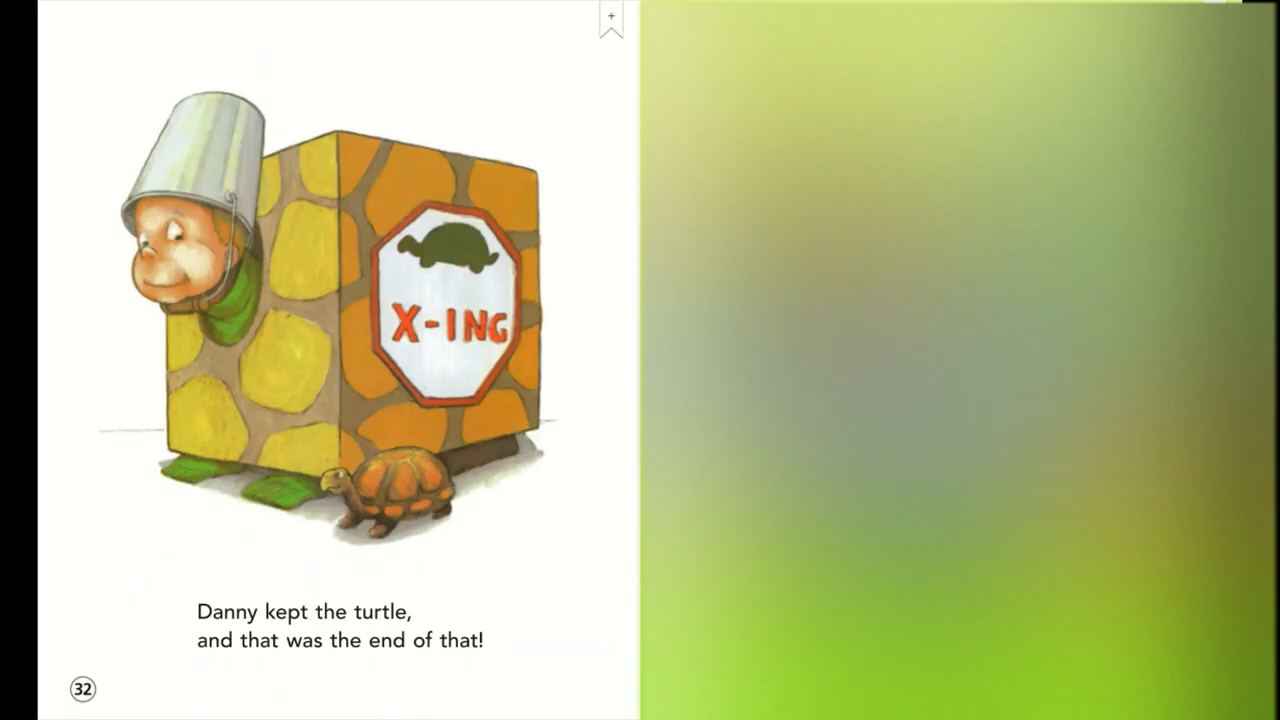 X-ING
Danny kept the turtle,
and that was the end of that!
32